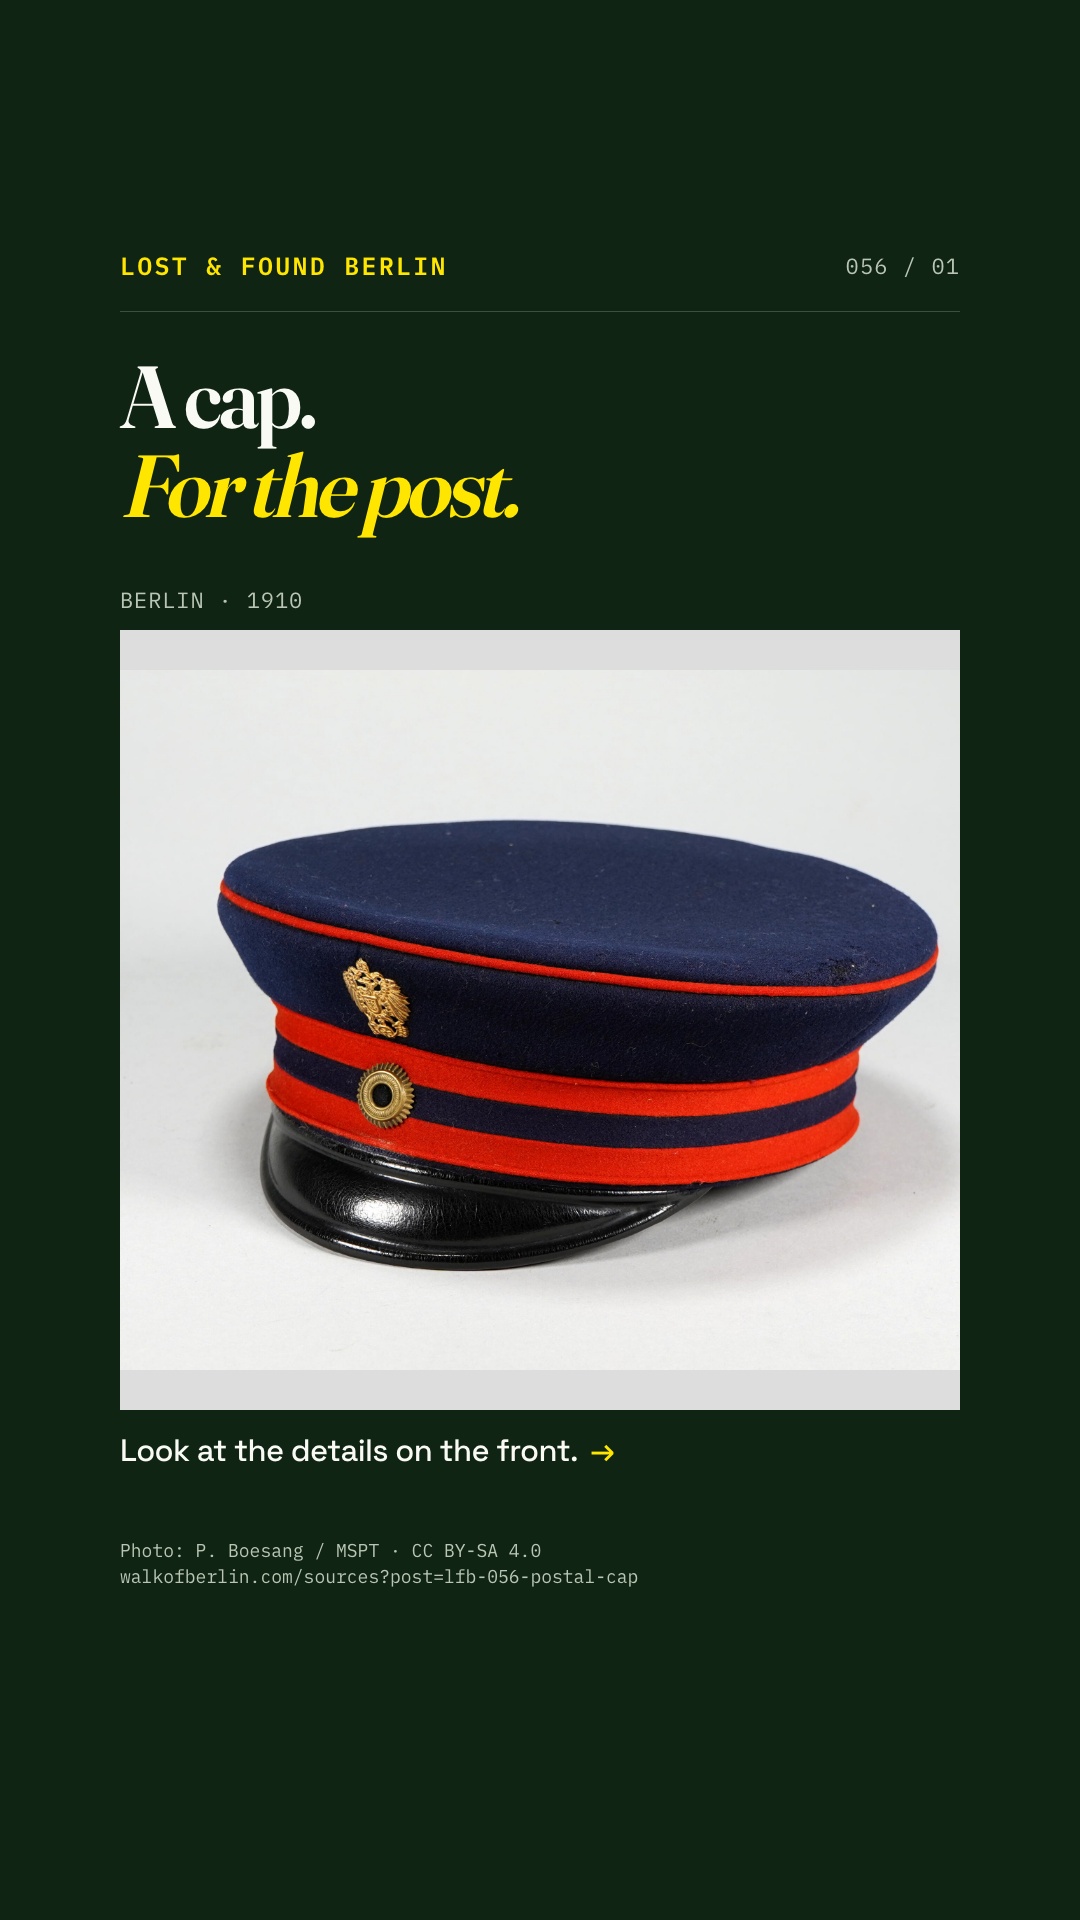 LOST & FOUND BERLIN
056 / 01
A cap.
For the post.
BERLIN · 1910
Look at the details on the front. →
Photo: P. Boesang / MSPT · CC BY-SA 4.0
walkofberlin.com/sources?post=lfb-056-postal-cap